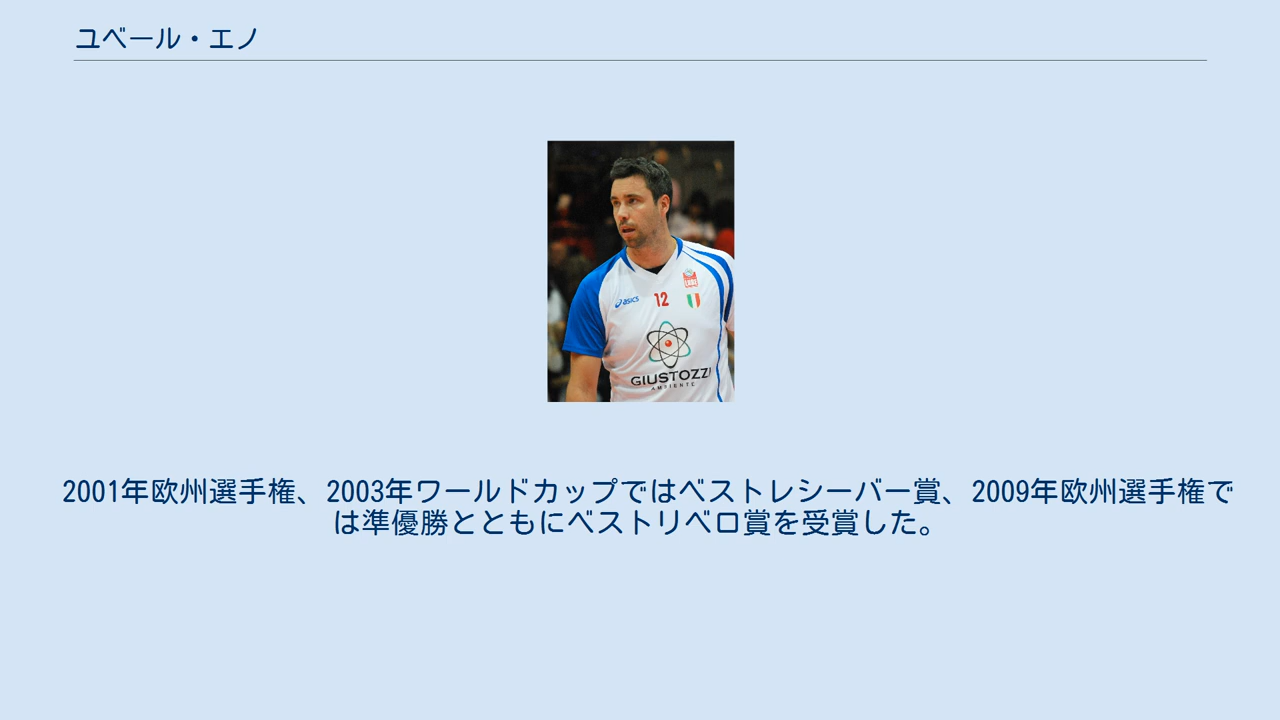 ユベール・エノ
asics
12
GIUSTOZZI
AMBIENTE
2001年欧州選手権、2003年ワールドカップではベストレシーバー賞、2009年欧州選手権で
は準優勝とともにベストリベロ賞を受賞した。